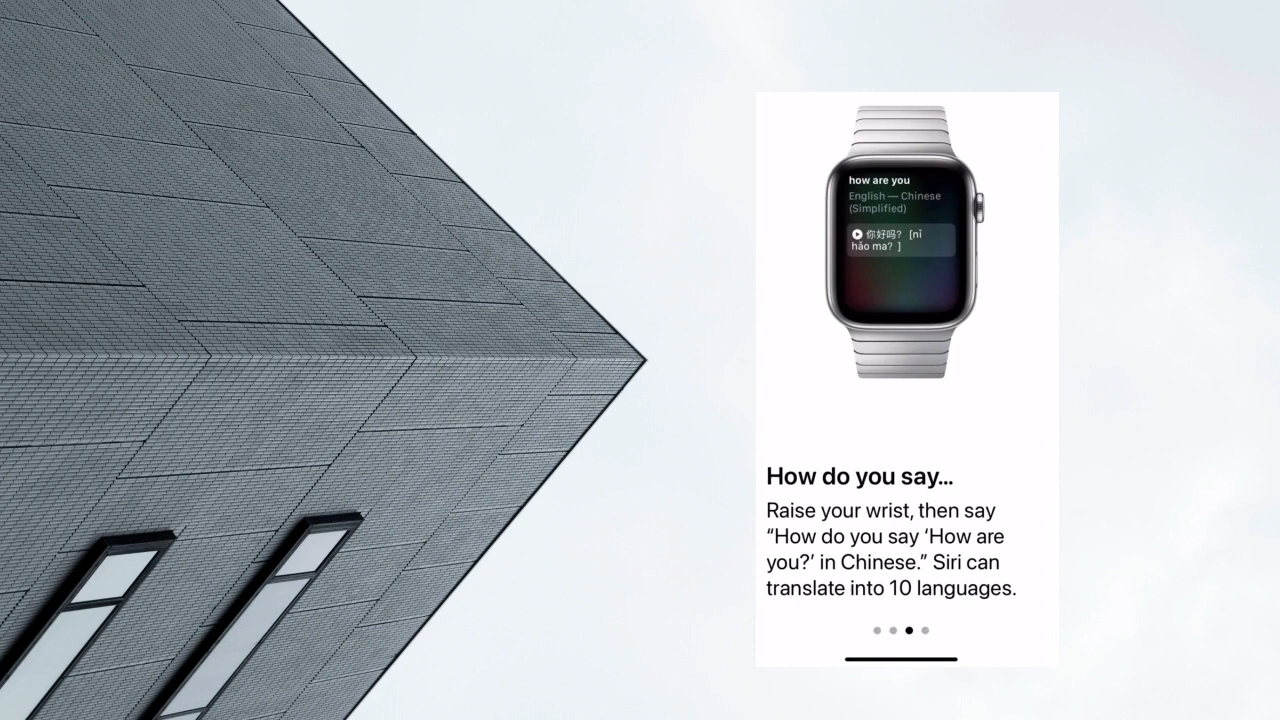 how are you
English — Chinese
(Simplified)
你好吗? [nǐ
hǎo ma? ]
How do you say...
Raise your wrist, then say
“How do you say ‘How are
you?’ in Chinese.” Siri can
translate into 10 languages.